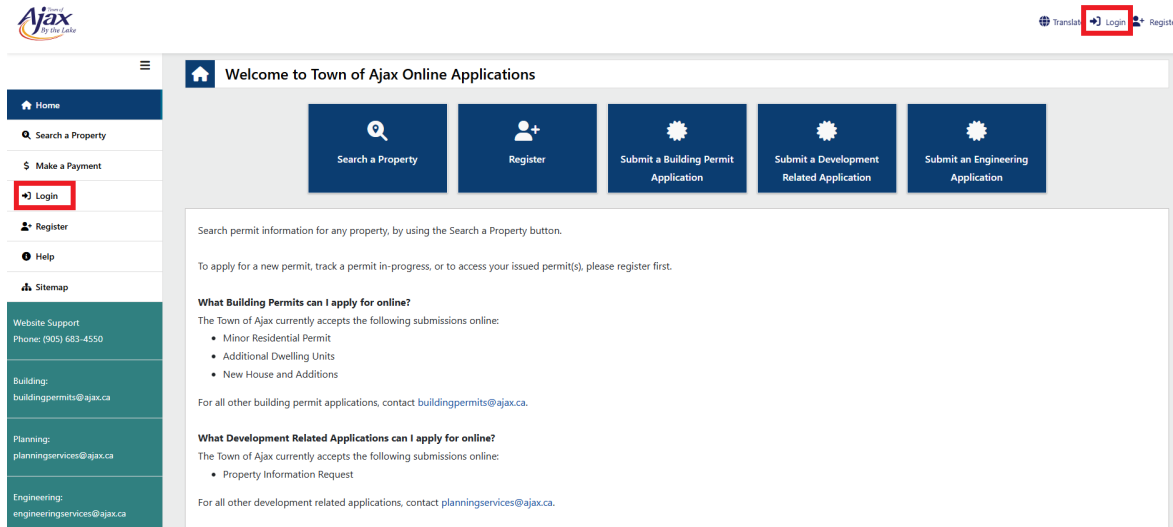 Town of
Ajax
By the Lake
Translate Login Registe
Welcome to Town of Ajax Online Applications
Home
Search a Property
Make a Payment
Login
Register
Help
Sitemap
Website Support
Phone: (905) 683-4550
Building:
buildingpermits@ajax.ca
Planning:
planningservices@ajax.ca
Engineering:
engineeringservices@ajax.ca
Search a Property
Register
Submit a Building Permit
Application
Submit a Development
Related Application
Submit an Engineering
Application
Search permit information for any property, by using the Search a Property button.
To apply for a new permit, track a permit in-progress, or to access your issued permit(s), please register first.
What Building Permits can I apply for online?
The Town of Ajax currently accepts the following submissions online:
• Minor Residential Permit
• Additional Dwelling Units
• New House and Additions
For all other building permit applications, contact buildingpermits@ajax.ca.
What Development Related Applications can I apply for online?
The Town of Ajax currently accepts the following submissions online:
• Property Information Request
For all other development related applications, contact planningservices@ajax.ca.